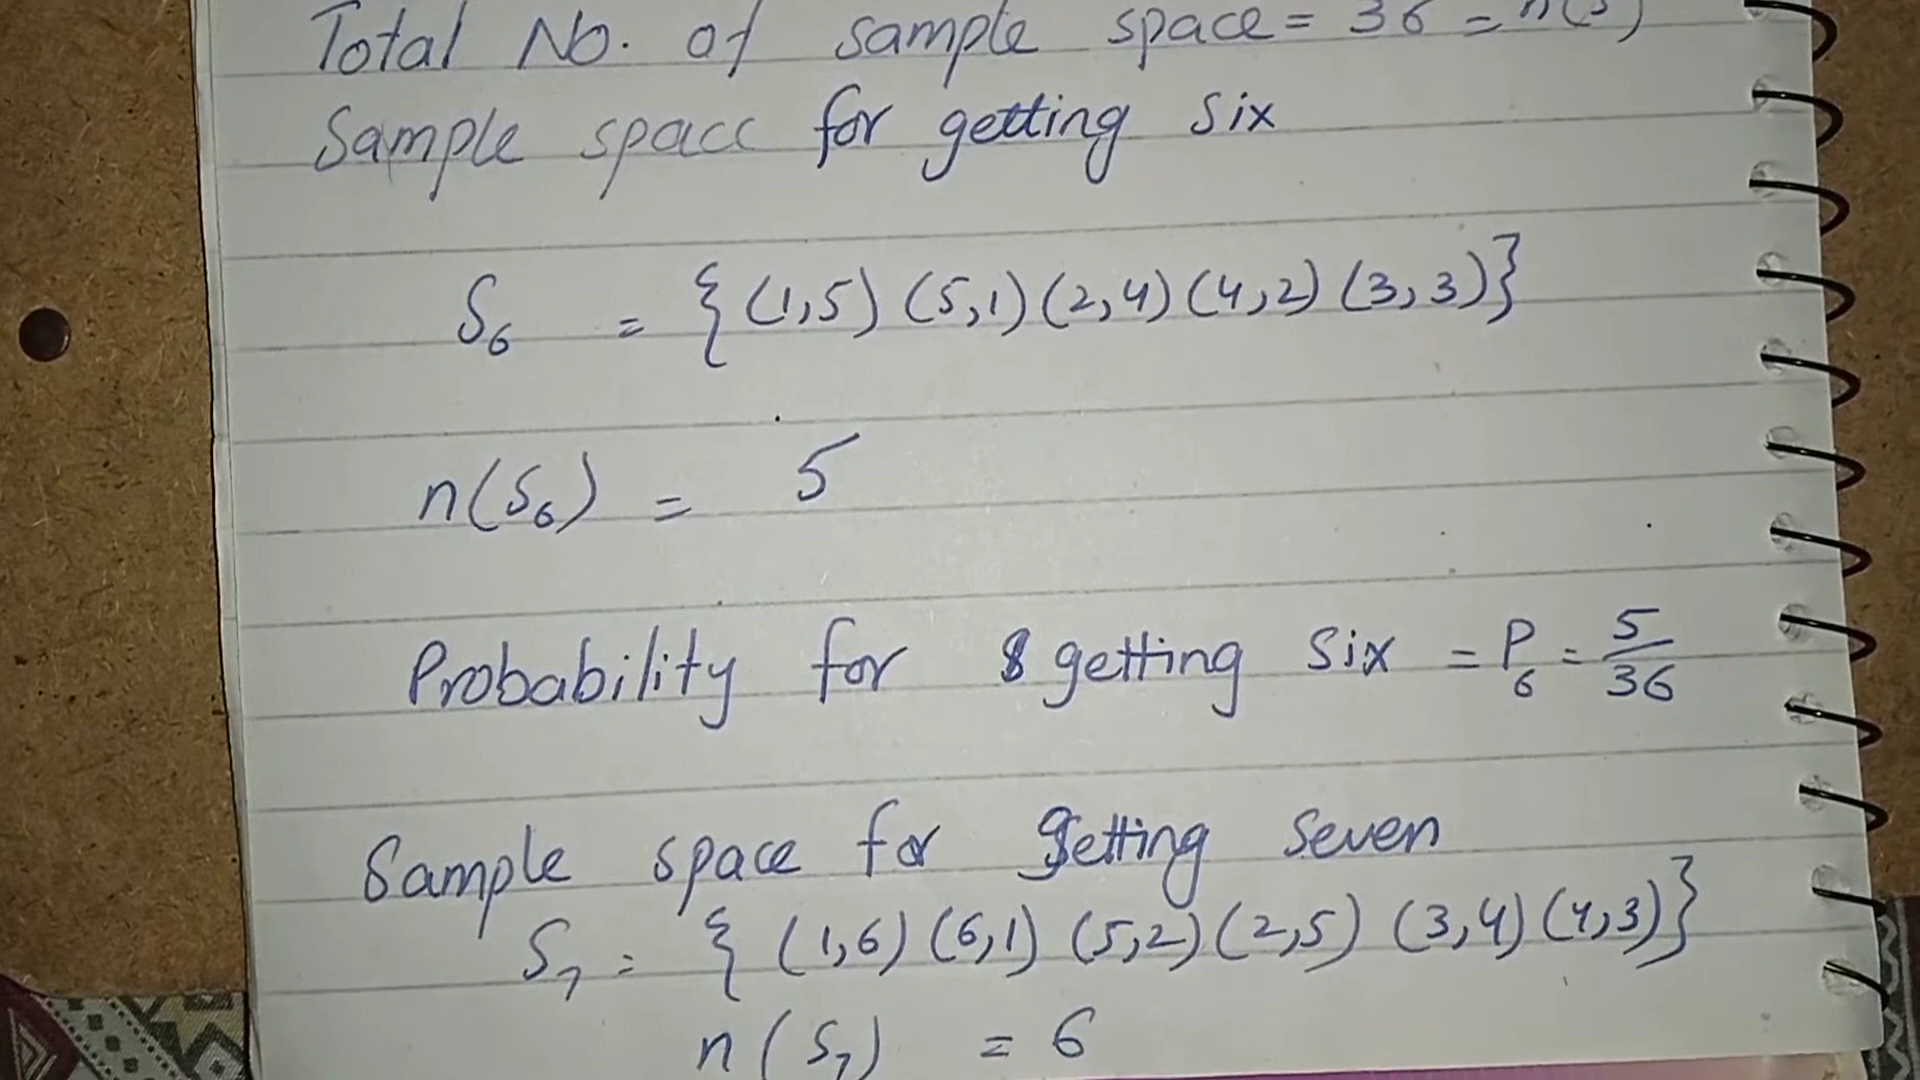 Total No. of sample space = 36 = n(S)
Sample space for getting six
S₆ = { (1,5) (5,1) (2,4) (4,2) (3,3) }
n(S₆) = 5
Probability for getting six = P₆ = 5/36
Sample space for getting seven
S₇ = { (1,6) (6,1) (5,2) (2,5) (3,4) (4,3) }
n(S₇) = 6